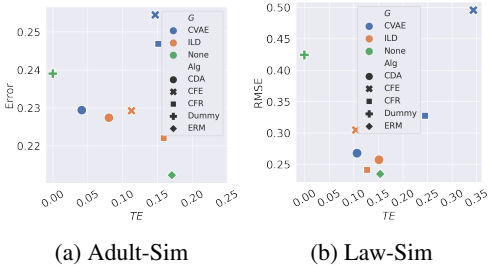 0.25
0.24
0.23
0.22
Error
0.00 0.05 0.10 0.15 0.20 0.25
TE
G
CVAE
ILD
None
Alg
CDA
CFE
CFR
Dummy
ERM
(a) Adult-Sim
0.50
0.45
0.40
0.35
0.30
0.25
RMSE
0.00 0.05 0.10 0.15 0.20 0.25 0.30 0.35
TE
G
CVAE
ILD
None
Alg
CDA
CFE
CFR
Dummy
ERM
(b) Law-Sim